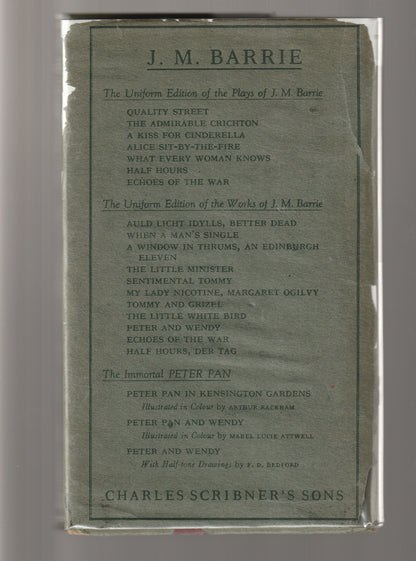 J. M. BARRIE
The Uniform Edition of the Plays of J. M. Barrie
QUALITY STREET
THE ADMIRABLE CRICHTON
A KISS FOR CINDERELLA
ALICE SIT-BY-THE-FIRE
WHAT EVERY WOMAN KNOWS
HALF HOURS
ECHOES OF THE WAR
The Uniform Edition of the Works of J. M. Barrie
AULD LICHT IDYLLS, BETTER DEAD
WHEN A MAN'S SINGLE
A WINDOW IN THRUMS, AN EDINBURGH
ELEVEN
THE LITTLE MINISTER
SENTIMENTAL TOMMY
MY LADY NICOTINE, MARGARET OGILVY
TOMMY AND GRIZEL
THE LITTLE WHITE BIRD
PETER AND WENDY
ECHOES OF THE WAR
HALF HOURS, DER TAG
The Immortal PETER PAN
PETER PAN IN KENSINGTON GARDENS
Illustrated in Colour by ARTHUR RACKHAM
PETER PAN AND WENDY
Illustrated in Colour by MABEL LUCIE ATTWELL
PETER AND WENDY
With Half-tone Drawings by F. D. BEDFORD
CHARLES SCRIBNER'S SONS